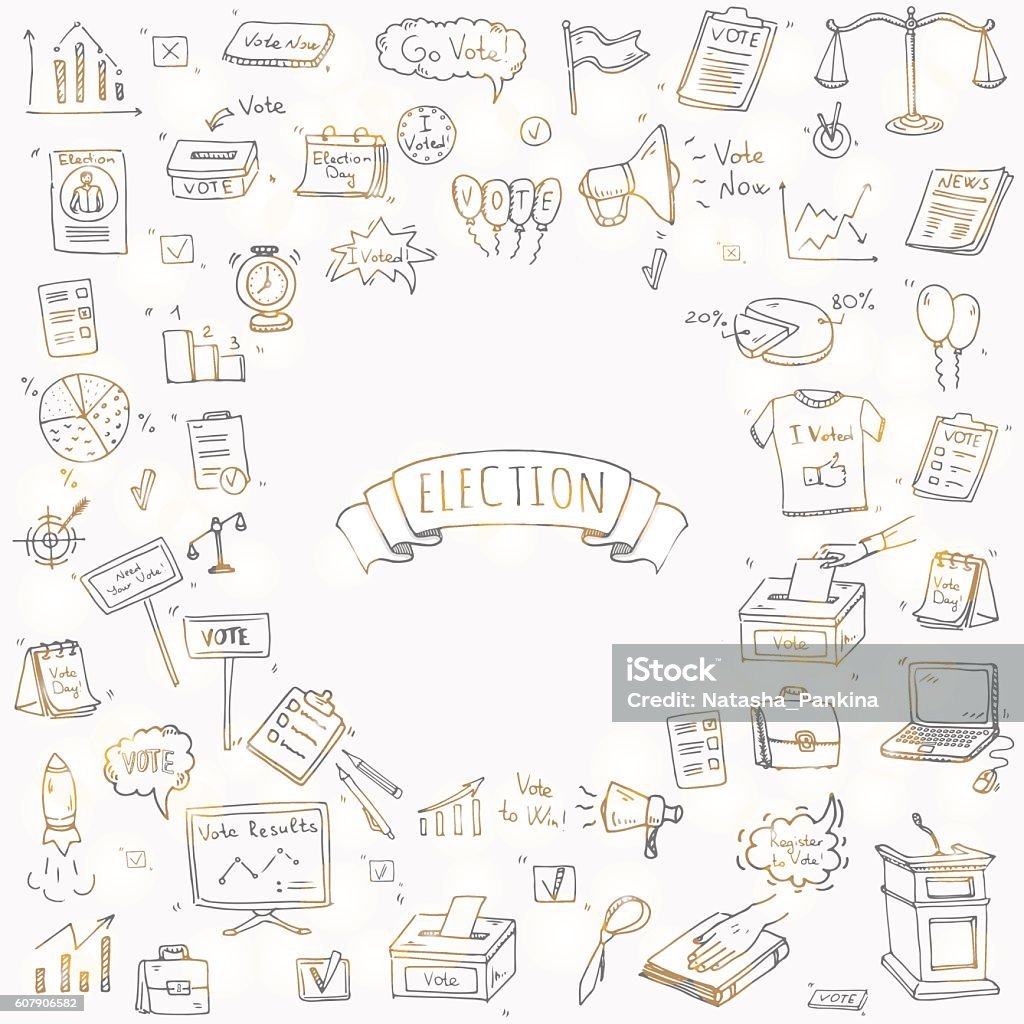 Vote Now
Go Vote!
VOTE
Vote
VOTE
Election
Day
I
Voted!
Election
VOTE
Vote
Now
NEWS
I Voted!
1
2
3
20%
80%
%
%
%
I Voted
VOTE
ELECTION
Need
Your Vote!
VOTE
Vote
Day!
Vote
Vote
Day!
iStock
Credit: Natasha_Pankina
VOTE
Vote Results
Vote
to Win!
Register
to Vote!
Vote
VOTE
607906582